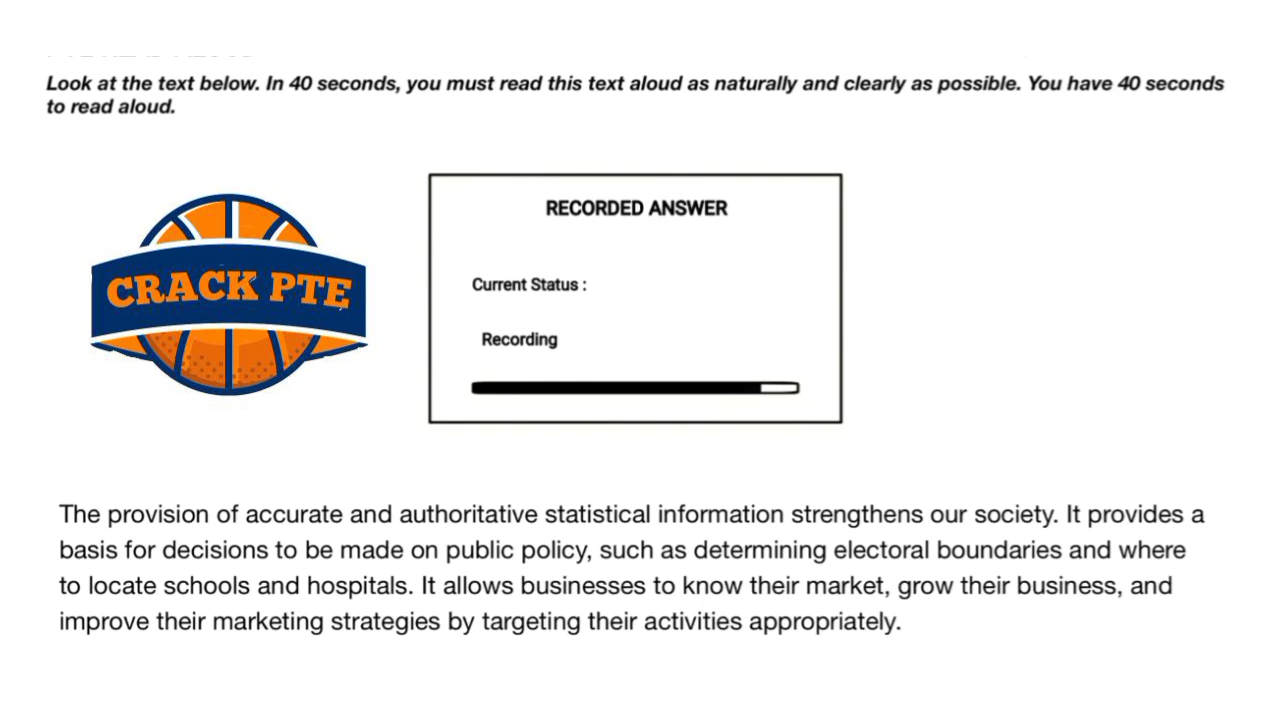 Look at the text below. In 40 seconds, you must read this text aloud as naturally and clearly as possible. You have 40 seconds
to read aloud.
RECORDED ANSWER
Current Status :
CRACK PTE
Recording
The provision of accurate and authoritative statistical information strengthens our society. It provides a
basis for decisions to be made on public policy, such as determining electoral boundaries and where
to locate schools and hospitals. It allows businesses to know their market, grow their business, and
improve their marketing strategies by targeting their activities appropriately.